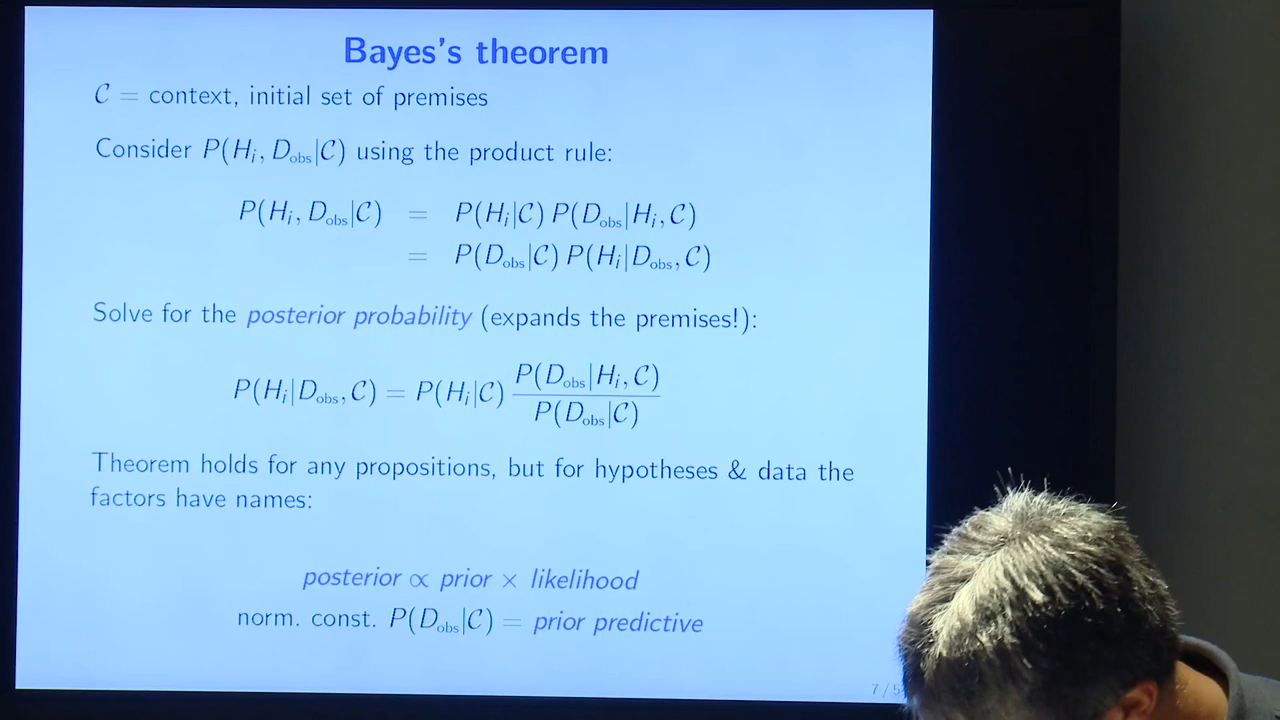 Bayes's theorem
𝒞 = context, initial set of premises
Consider P(Hᵢ, D_obs|𝒞) using the product rule:
P(Hᵢ, D_obs|𝒞) = P(Hᵢ|𝒞) P(D_obs|Hᵢ, 𝒞)
= P(D_obs|𝒞) P(Hᵢ|D_obs, 𝒞)
Solve for the posterior probability (expands the premises!):
P(Hᵢ|D_obs, 𝒞) = P(Hᵢ|𝒞) P(D_obs|Hᵢ, 𝒞) / P(D_obs|𝒞)
Theorem holds for any propositions, but for hypotheses & data the
factors have names:
posterior ∝ prior × likelihood
norm. const. P(D_obs|𝒞) = prior predictive
7 /